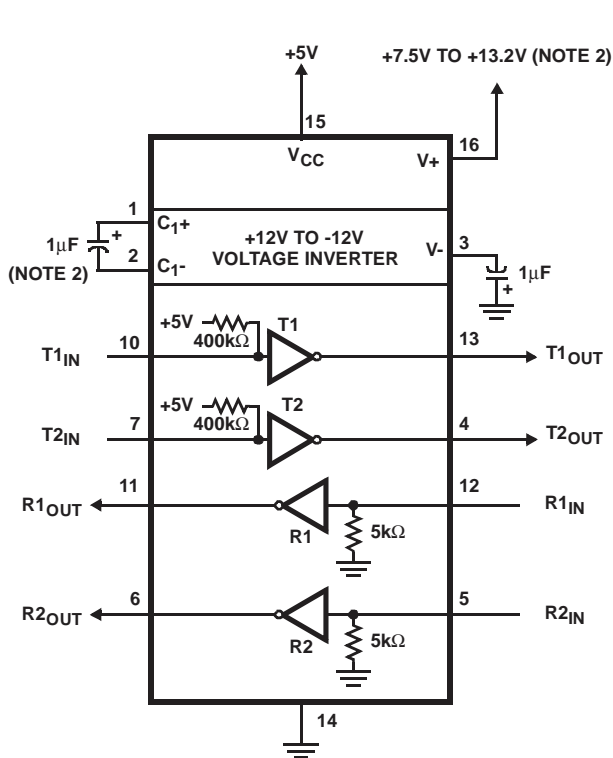 +5V
+7.5V TO +13.2V (NOTE 2)
15
16
VCC
V+
1
C1+
1μF
+
(NOTE 2)
2
C1-
+12V TO -12V
VOLTAGE INVERTER
V-
3
1μF
+
+5V
400kΩ
T1
T1IN
10
13
T1OUT
+5V
400kΩ
T2
T2IN
7
4
T2OUT
R1OUT
11
12
R1IN
R1
5kΩ
R2OUT
6
5
R2IN
R2
5kΩ
14